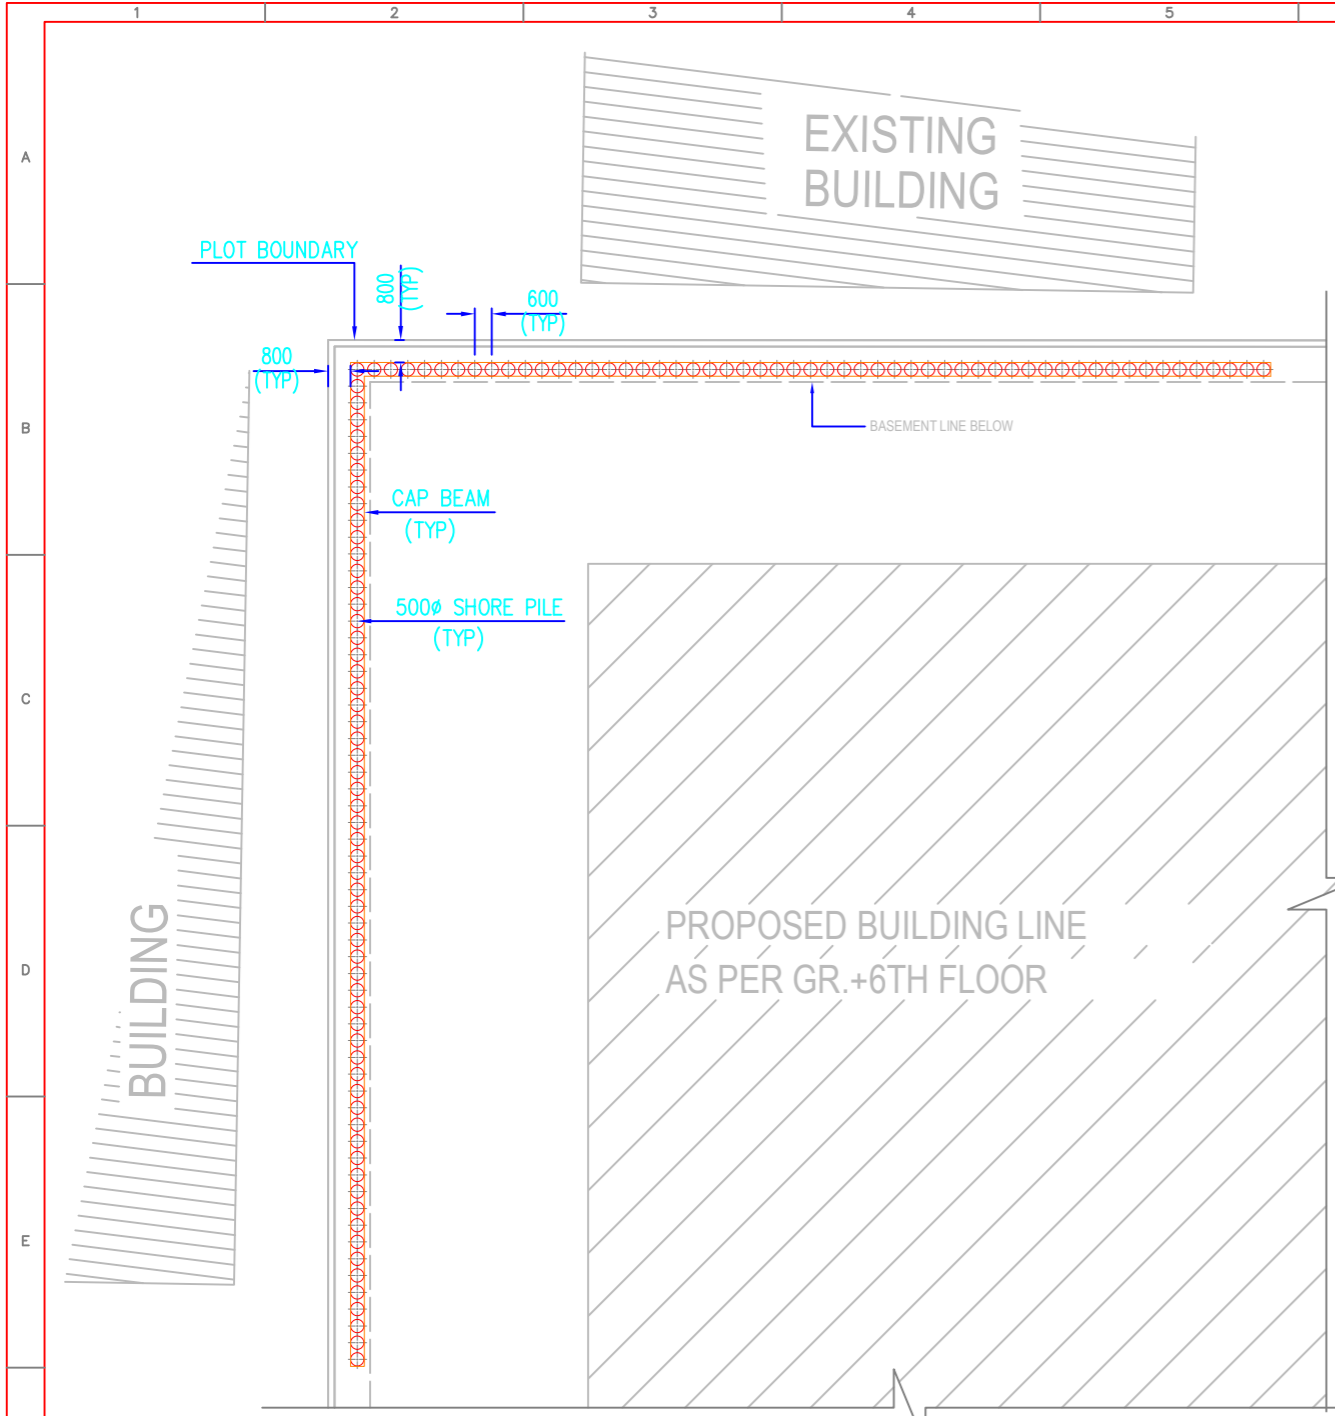 1 2 3 4 5
A
EXISTING
BUILDING
PLOT BOUNDARY
800
(TYP)
600
(TYP)
800
(TYP)
B
BASEMENT LINE BELOW
CAP BEAM
(TYP)
500ø SHORE PILE
(TYP)
C
BUILDING
PROPOSED BUILDING LINE
AS PER GR.+6TH FLOOR
D
E